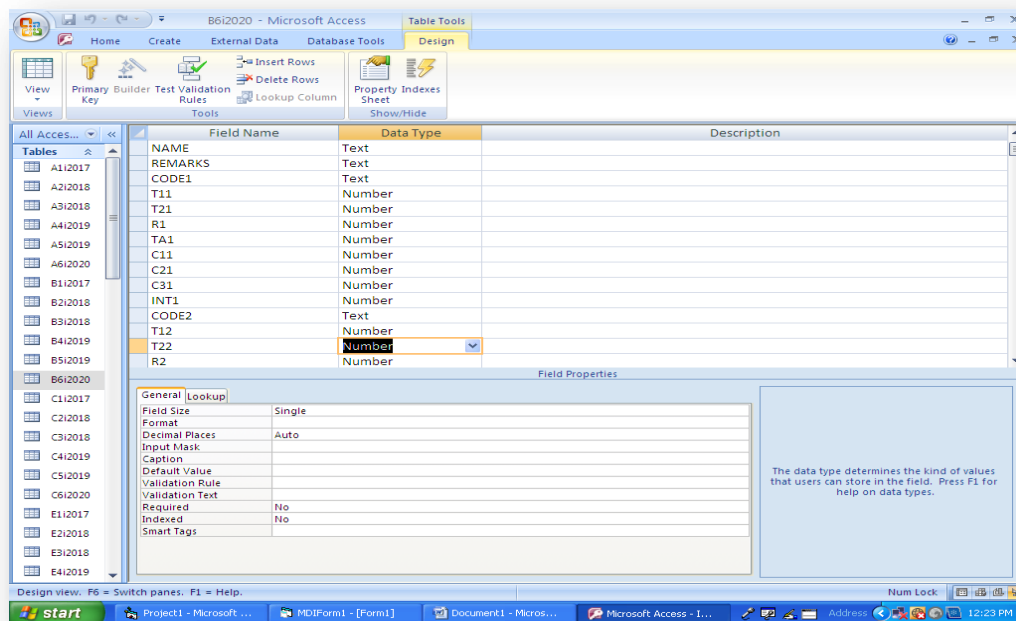 B6i2020 - Microsoft Access Table Tools
Home Create External Data Database Tools Design
View
Views
Primary Key
Builder
Test Validation Rules
Insert Rows
Delete Rows
Lookup Column
Tools
Property Sheet
Indexes
Show/Hide
All Acces... «
Tables
A1i2017
A2i2018
A3i2018
A4i2019
A5i2019
A6i2020
B1i2017
B2i2018
B3i2018
B4i2019
B5i2019
B6i2020
C1i2017
C2i2018
C3i2018
C4i2019
C5i2019
C6i2020
E1i2017
E2i2018
E3i2018
E4i2019
Field Name Data Type Description
NAME Text
REMARKS Text
CODE1 Text
T11 Number
T21 Number
R1 Number
TA1 Number
C11 Number
C21 Number
C31 Number
INT1 Number
CODE2 Text
T12 Number
T22 Number
R2 Number
Field Properties
General Lookup
Field Size Single
Format
Decimal Places Auto
Input Mask
Caption
Default Value
Validation Rule
Validation Text
Required No
Indexed No
Smart Tags
The data type determines the kind of values
that users can store in the field. Press F1 for
help on data types.
Design view. F6 = Switch panes. F1 = Help. Num Lock
start Project1 - Microsoft ... MDIForm1 - [Form1] Document1 - Micros... Microsoft Access - I... Address 12:23 PM